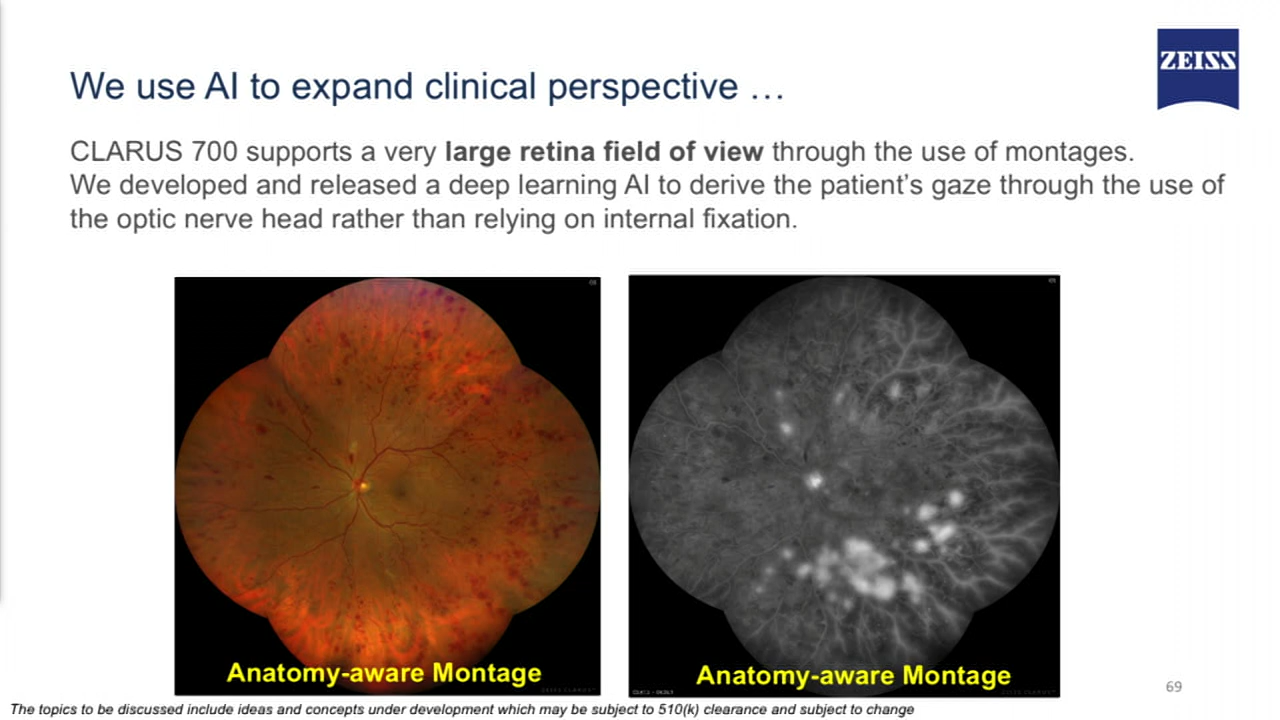 ZEISS
We use AI to expand clinical perspective …
CLARUS 700 supports a very large retina field of view through the use of montages.
We developed and released a deep learning AI to derive the patient's gaze through the use of
the optic nerve head rather than relying on internal fixation.
Anatomy-aware Montage
Anatomy-aware Montage
69
The topics to be discussed include ideas and concepts under development which may be subject to 510(k) clearance and subject to change